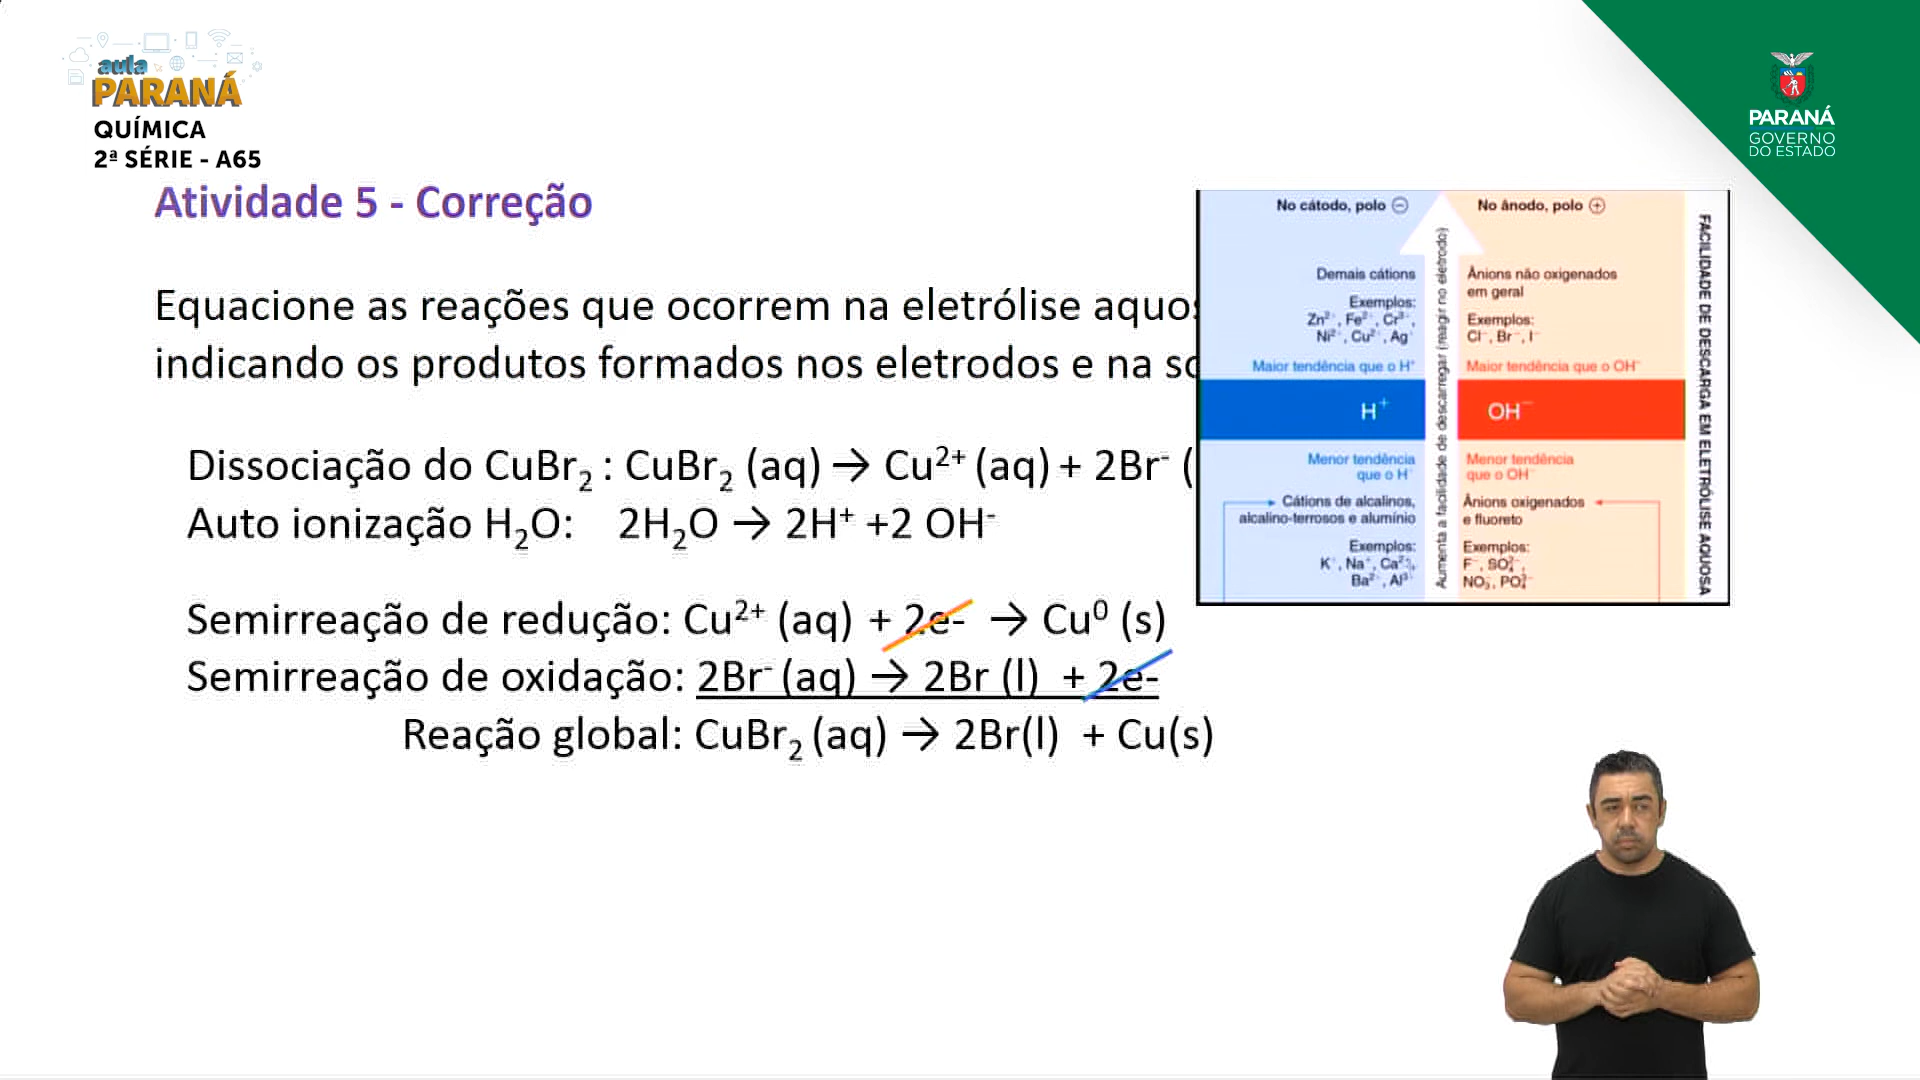 aula
PARANÁ
QUÍMICA
2ª SÉRIE - A65
PARANÁ
GOVERNO
DO ESTADO
Atividade 5 - Correção
Equacione as reações que ocorrem na eletrólise aquos
indicando os produtos formados nos eletrodos e na so
Dissociação do CuBr₂ : CuBr₂ (aq) → Cu²⁺ (aq) + 2Br⁻ (
Auto ionização H₂O: 2H₂O → 2H⁺ +2 OH⁻
Semirreação de redução: Cu²⁺ (aq) + 2e- → Cu⁰ (s)
Semirreação de oxidação: 2Br⁻ (aq) → 2Br (l) + 2e-
Reação global: CuBr₂ (aq) → 2Br(l) + Cu(s)
No cátodo, polo ⊖
Demais cátions
Exemplos:
Zn²⁺, Fe²⁺, Cr³⁺,
Ni²⁺, Cu²⁺, Ag⁺
Maior tendência que o H⁺
H⁺
Menor tendência
que o H⁺
Cátions de alcalinos,
alcalino-terrosos e alumínio
Exemplos:
K⁺, Na⁺, Ca²⁺,
Ba²⁺, Al³⁺
Aumenta a facilidade de descarregar (reagir no eletrodo)
No ânodo, polo ⊕
Ânions não oxigenados
em geral
Exemplos:
Cl⁻, Br⁻, I⁻
Maior tendência que o OH⁻
OH⁻
Menor tendência
que o OH⁻
Ânions oxigenados
e fluoreto
Exemplos:
F⁻, SO₄²⁻,
NO₃⁻, PO₄³⁻
FACILIDADE DE DESCARGA EM ELETRÓLISE AQUOSA